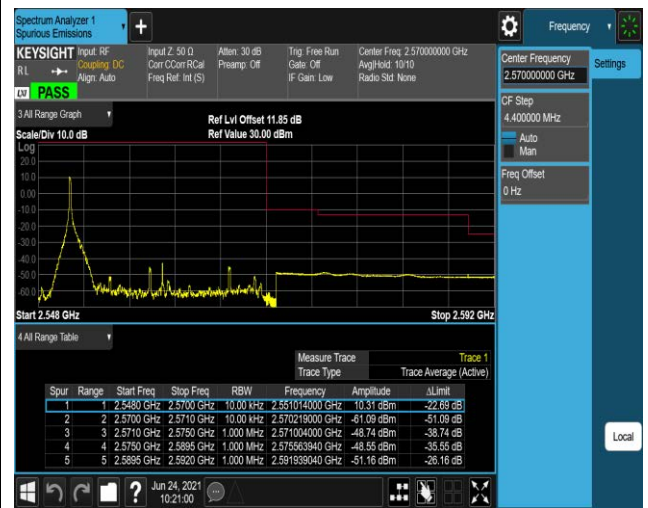 Spectrum Analyzer 1
Spurious Emissions
+
Frequency
KEYSIGHT Input: RF Input Z: 50 Ω Atten: 30 dB Trig: Free Run Center Freq: 2.570000000 GHz
RL Coupling: DC Corr CCorr RCal Preamp: Off Gate: Off Avg|Hold: 10/10
Align: Auto Freq Ref: Int (S) IF Gain: Low Radio Std: None
LXI PASS
Center Frequency
2.570000000 GHz
Settings
CF Step
4.400000 MHz
Auto
Man
Freq Offset
0 Hz
3 All Range Graph
Ref Lvl Offset 11.85 dB
Scale/Div 10.0 dB Ref Value 30.00 dBm
Log
20.0
10.0
0.00
-10.0
-20.0
-30.0
-40.0
-50.0
-60.0
Start 2.548 GHz Stop 2.592 GHz
4 All Range Table
Measure Trace Trace 1
Trace Type Trace Average (Active)
Spur Range Start Freq Stop Freq RBW Frequency Amplitude ΔLimit
1 1 2.5480 GHz 2.5700 GHz 10.00 kHz 2.551014000 GHz 10.31 dBm -22.69 dB
2 2 2.5700 GHz 2.5710 GHz 10.00 kHz 2.570219000 GHz -61.09 dBm -51.09 dB
3 3 2.5710 GHz 2.5750 GHz 1.000 MHz 2.571004000 GHz -48.74 dBm -38.74 dB
4 4 2.5750 GHz 2.5895 GHz 1.000 MHz 2.575563940 GHz -48.55 dBm -35.55 dB
5 5 2.5895 GHz 2.5920 GHz 1.000 MHz 2.591939040 GHz -51.16 dBm -26.16 dB
Local
?
Jun 24, 2021
10:21:00